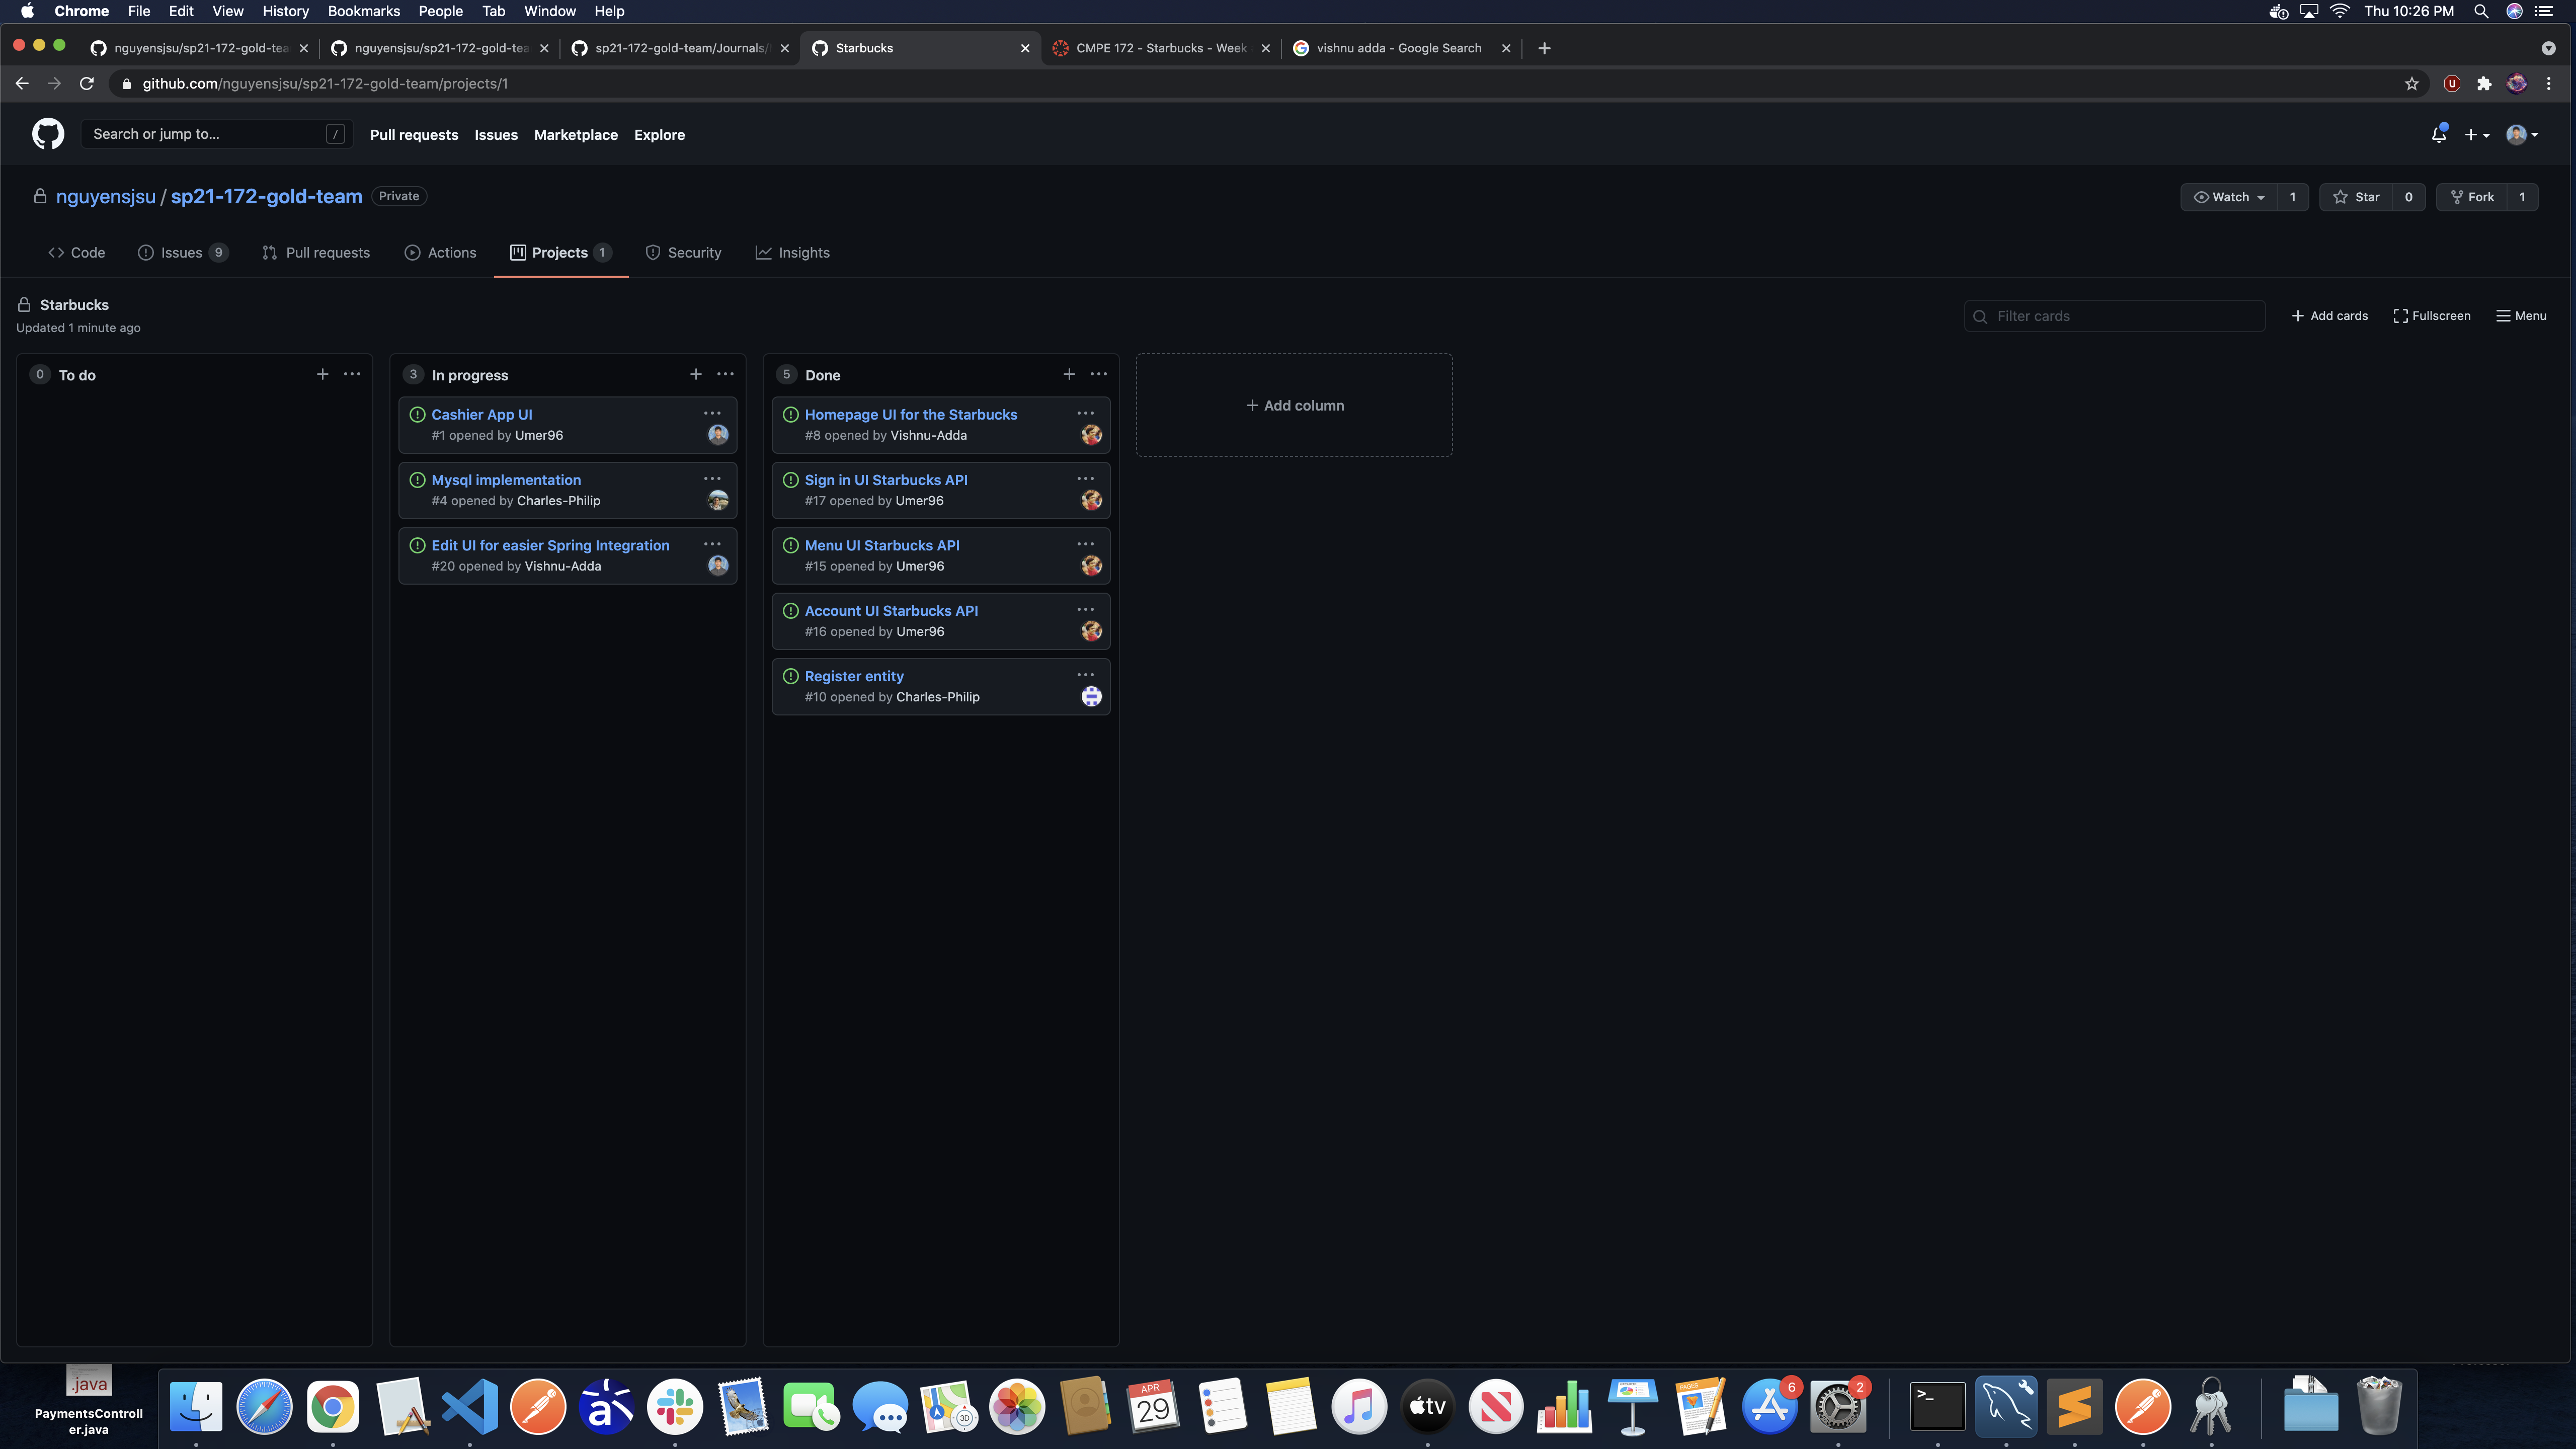 Chrome File Edit View History Bookmarks People Tab Window Help
Thu 10:26 PM
nguyensjsu/sp21-172-gold-tea
nguyensjsu/sp21-172-gold-tea
sp21-172-gold-team/Journals/
Starbucks
CMPE 172 - Starbucks - Week
vishnu adda - Google Search
github.com/nguyensjsu/sp21-172-gold-team/projects/1
Search or jump to...
/
Pull requests Issues Marketplace Explore
nguyensjsu / sp21-172-gold-team Private
Watch 1 Star 0 Fork 1
Code Issues 9 Pull requests Actions Projects 1 Security Insights
Starbucks
Updated 1 minute ago
Filter cards
Add cards Fullscreen Menu
0 To do
3 In progress
Cashier App UI
#1 opened by Umer96
Mysql implementation
#4 opened by Charles-Philip
Edit UI for easier Spring Integration
#20 opened by Vishnu-Adda
5 Done
Homepage UI for the Starbucks
#8 opened by Vishnu-Adda
Sign in UI Starbucks API
#17 opened by Umer96
Menu UI Starbucks API
#15 opened by Umer96
Account UI Starbucks API
#16 opened by Umer96
Register entity
#10 opened by Charles-Philip
Add column
.java
PaymentsControll
er.java
APR
29
3D
tv
PAGES
6
2